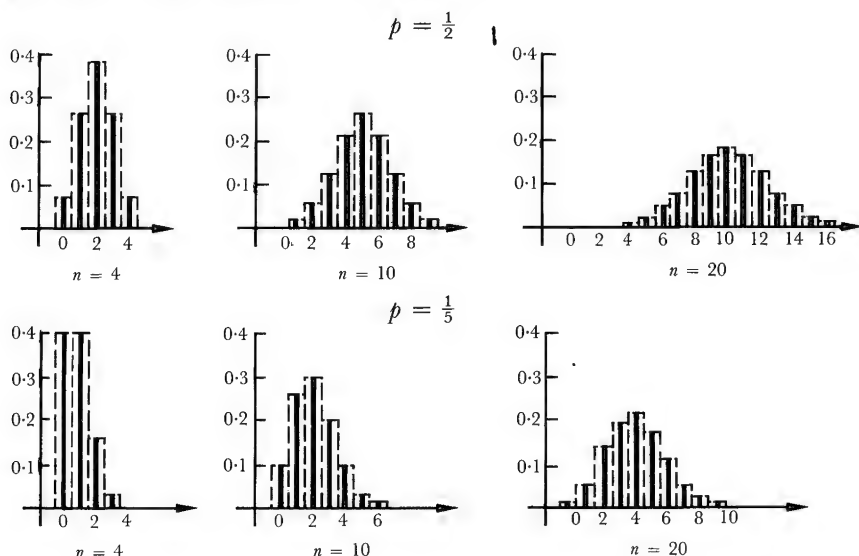 p = 1/2
0·4 0·4 0·4
0·3 0·3 0·3
0·2 0·2 0·2
0·1 0·1 0·1
0 2 4 0 2 4 6 8 0 2 4 6 8 10 12 14 16
n = 4 n = 10 n = 20
p = 1/5
0·4 0·4 0·4
0·3 0·3 0·3
0·2 0·2 0·2
0·1 0·1 0·1
0 2 4 0 2 4 6 0 2 4 6 8 10
n = 4 n = 10 n = 20